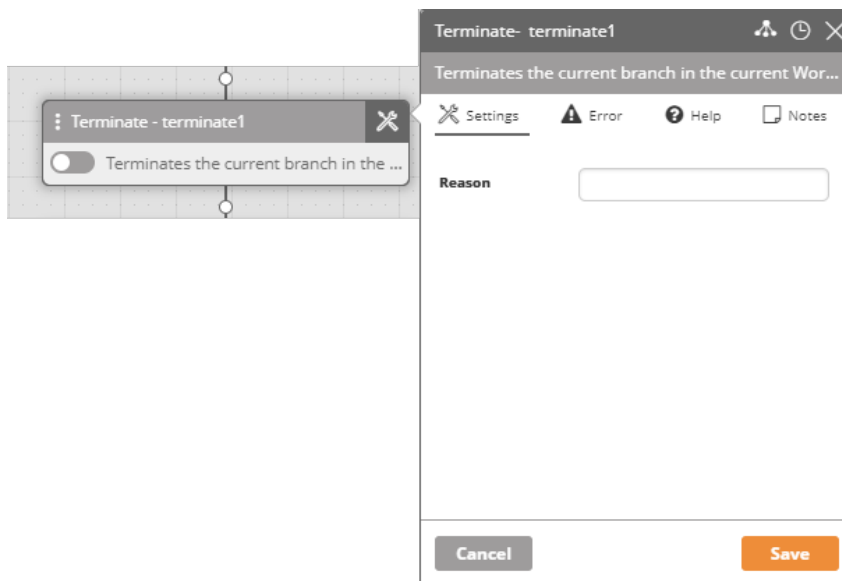 Terminate - terminate1
Terminates the current branch in the ...
Terminate- terminate1
Terminates the current branch in the current Wor...
Settings
Error
Help
Notes
Reason
Cancel
Save